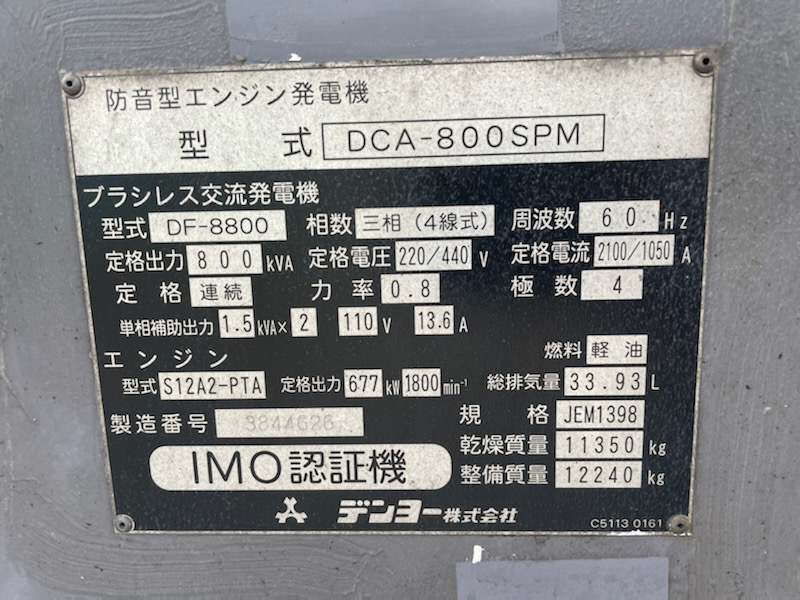 防音型エンジン発電機
型 式 DCA-800SPM
ブラシレス交流発電機
型式 DF-8800 相数 三相(4線式) 周波数 60 Hz
定格出力 800 kVA 定格電圧 220/440 V 定格電流 2100/1050 A
定 格 連続 力 率 0.8 極 数 4
単相補助出力 1.5 kVA×2 110 V 13.6 A
エンジン 燃料 軽 油
型式 S12A2-PTA 定格出力 677 kW 1800 min⁻¹ 総排気量 33.93 L
製造番号 3844626 規 格 JEM1398
乾燥質量 11350 kg
IMO認証機 整備質量 12240 kg
デンヨー株式会社 C5113 0161